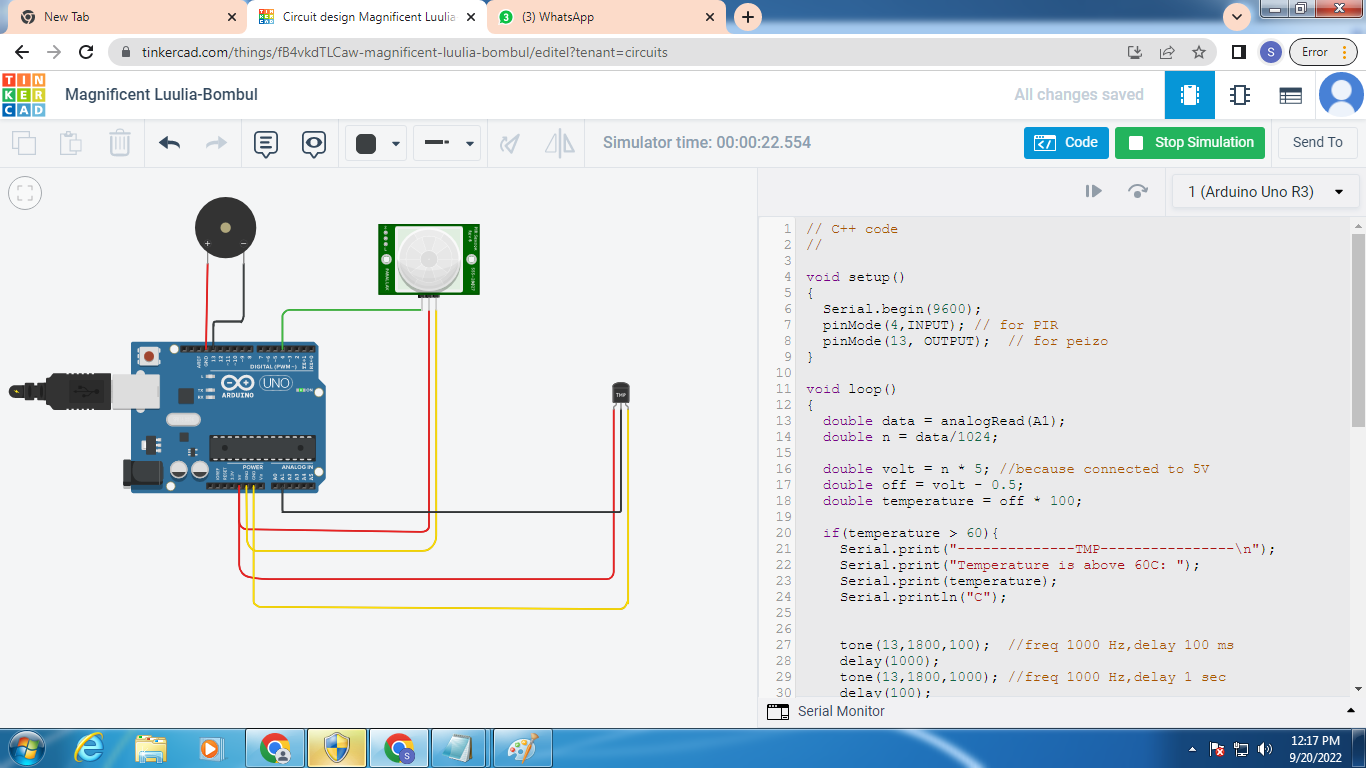 New Tab
Circuit design Magnificent Luulia
(3) WhatsApp
tinkercad.com/things/fB4vkdTLCaw-magnificent-luulia-bombul/editel?tenant=circuits
S
Error
TIN
KER
CAD
Magnificent Luulia-Bombul
All changes saved
Simulator time: 00:00:22.554
Code
Stop Simulation
Send To
1 (Arduino Uno R3)
DIGITAL (PWM~)
UNO
ARDUINO
POWER
ANALOG IN
TMP
1 // C++ code
2 //
3
4 void setup()
5 {
6 Serial.begin(9600);
7 pinMode(4,INPUT); // for PIR
8 pinMode(13, OUTPUT); // for peizo
9 }
10
11 void loop()
12 {
13 double data = analogRead(A1);
14 double n = data/1024;
15
16 double volt = n * 5; //because connected to 5V
17 double off = volt - 0.5;
18 double temperature = off * 100;
19
20 if(temperature > 60){
21 Serial.print("--------------TMP----------------\n");
22 Serial.print("Temperature is above 60C: ");
23 Serial.print(temperature);
24 Serial.println("C");
25
26
27 tone(13,1800,100); //freq 1000 Hz,delay 100 ms
28 delay(1000);
29 tone(13,1800,1000); //freq 1000 Hz,delay 1 sec
30 delay(100);
Serial Monitor
12:17 PM
9/20/2022